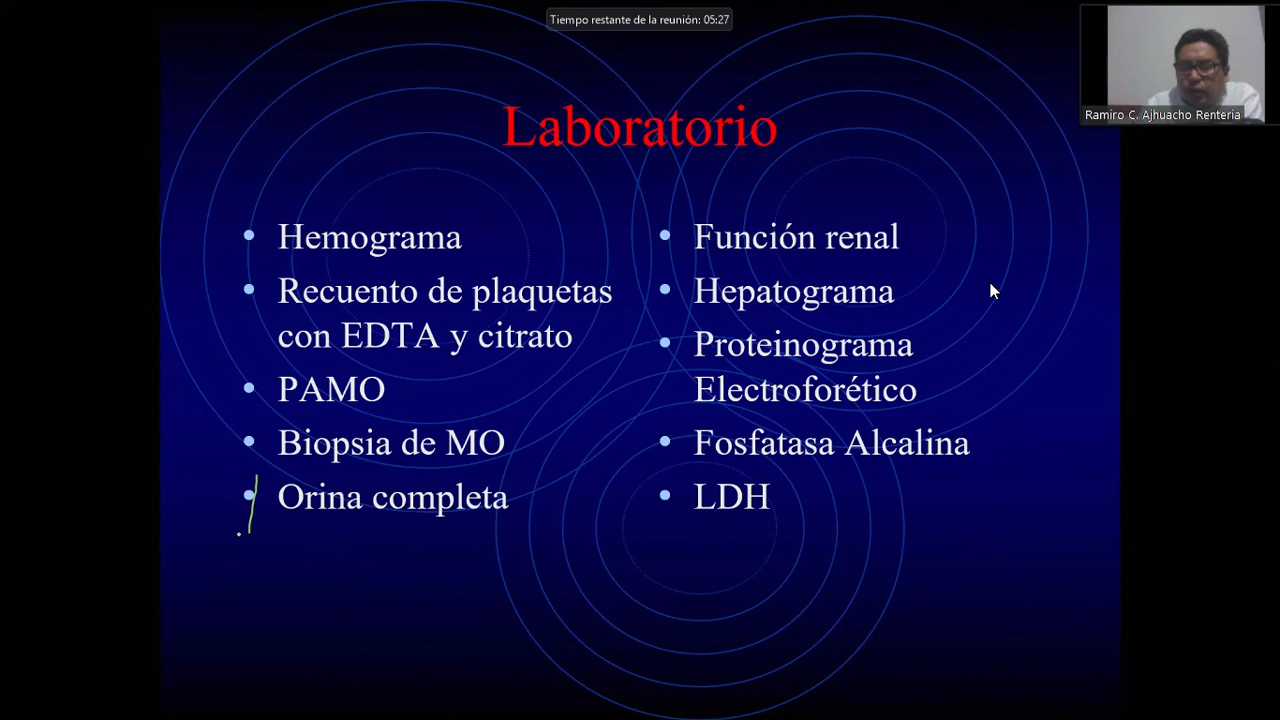 Tiempo restante de la reunión: 05:27
Ramiro C. Ajhuacho Renteria
Laboratorio
• Hemograma
• Recuento de plaquetas
con EDTA y citrato
• PAMO
• Biopsia de MO
• Orina completa
• Función renal
• Hepatograma
• Proteinograma
Electroforético
• Fosfatasa Alcalina
• LDH